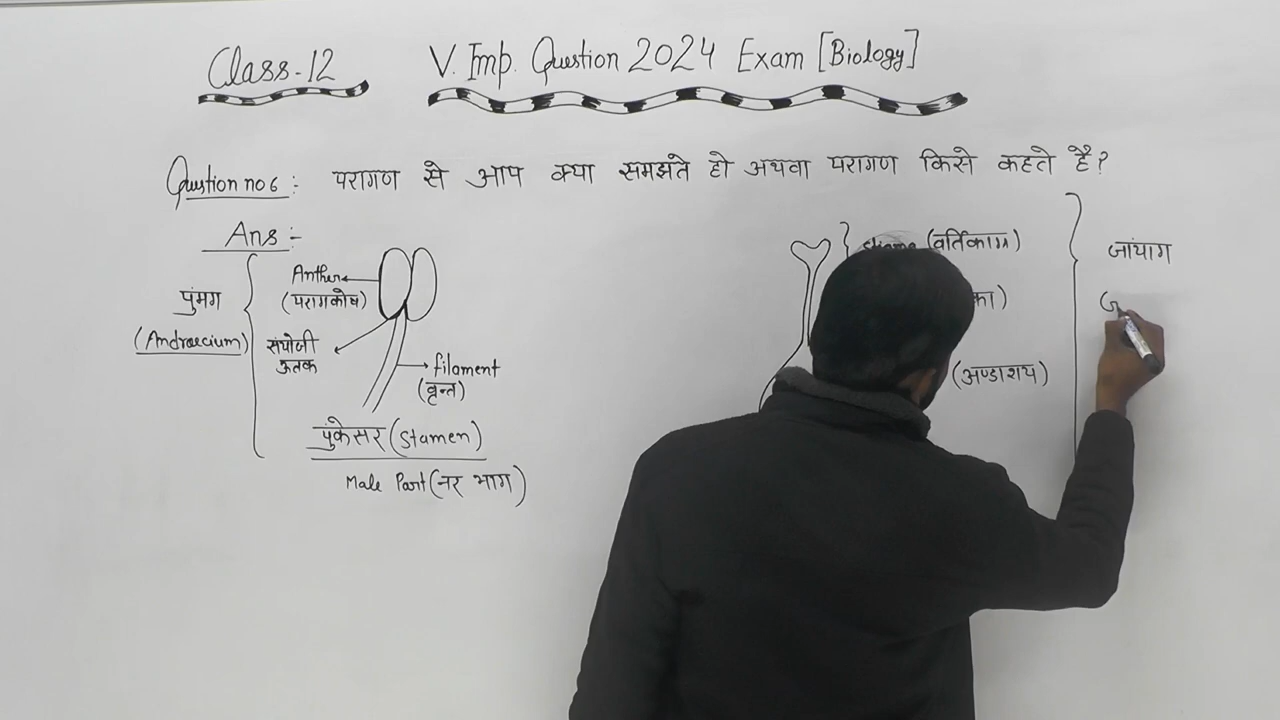 Class-12
V. Imp. Question 2024 Exam [Biology]
Question no 6 :- परागण से आप क्या समझते हो अथवा परागण किसे कहते है?
Ans :-
पुंमग
(Andraecium)
Anther
(परागकोष)
संयोजी
ऊतक
filament
(वृन्त)
पुंकेसर (Stamen)
Male Part (नर भाग)
(वर्तिकाग्र)
(अण्डाशय)
जांयाग